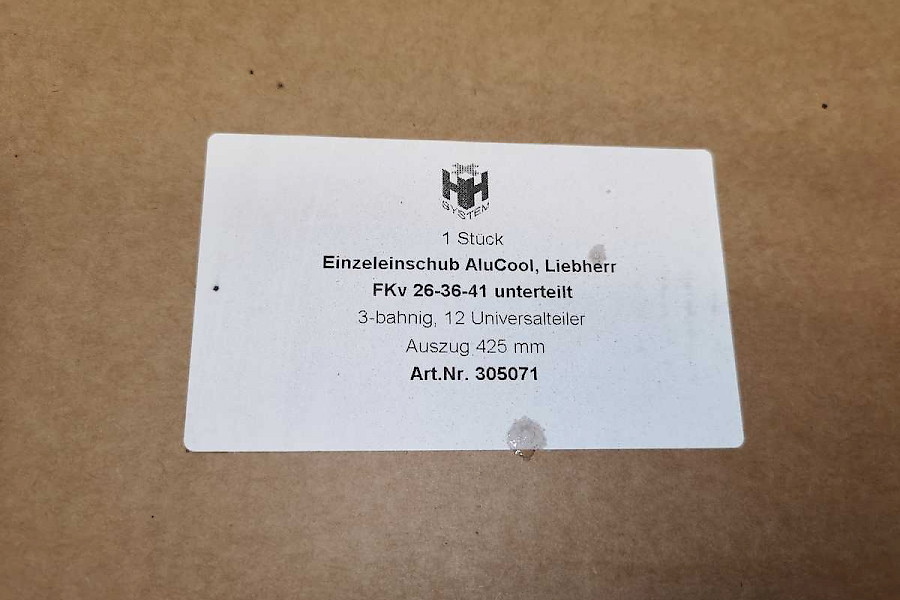 HH
SYSTEM
1 Stück
Einzeleinschub AluCool, Liebherr
FKv 26-36-41 unterteilt
3-bahnig, 12 Universalteiler
Auszug 425 mm
Art.Nr. 305071